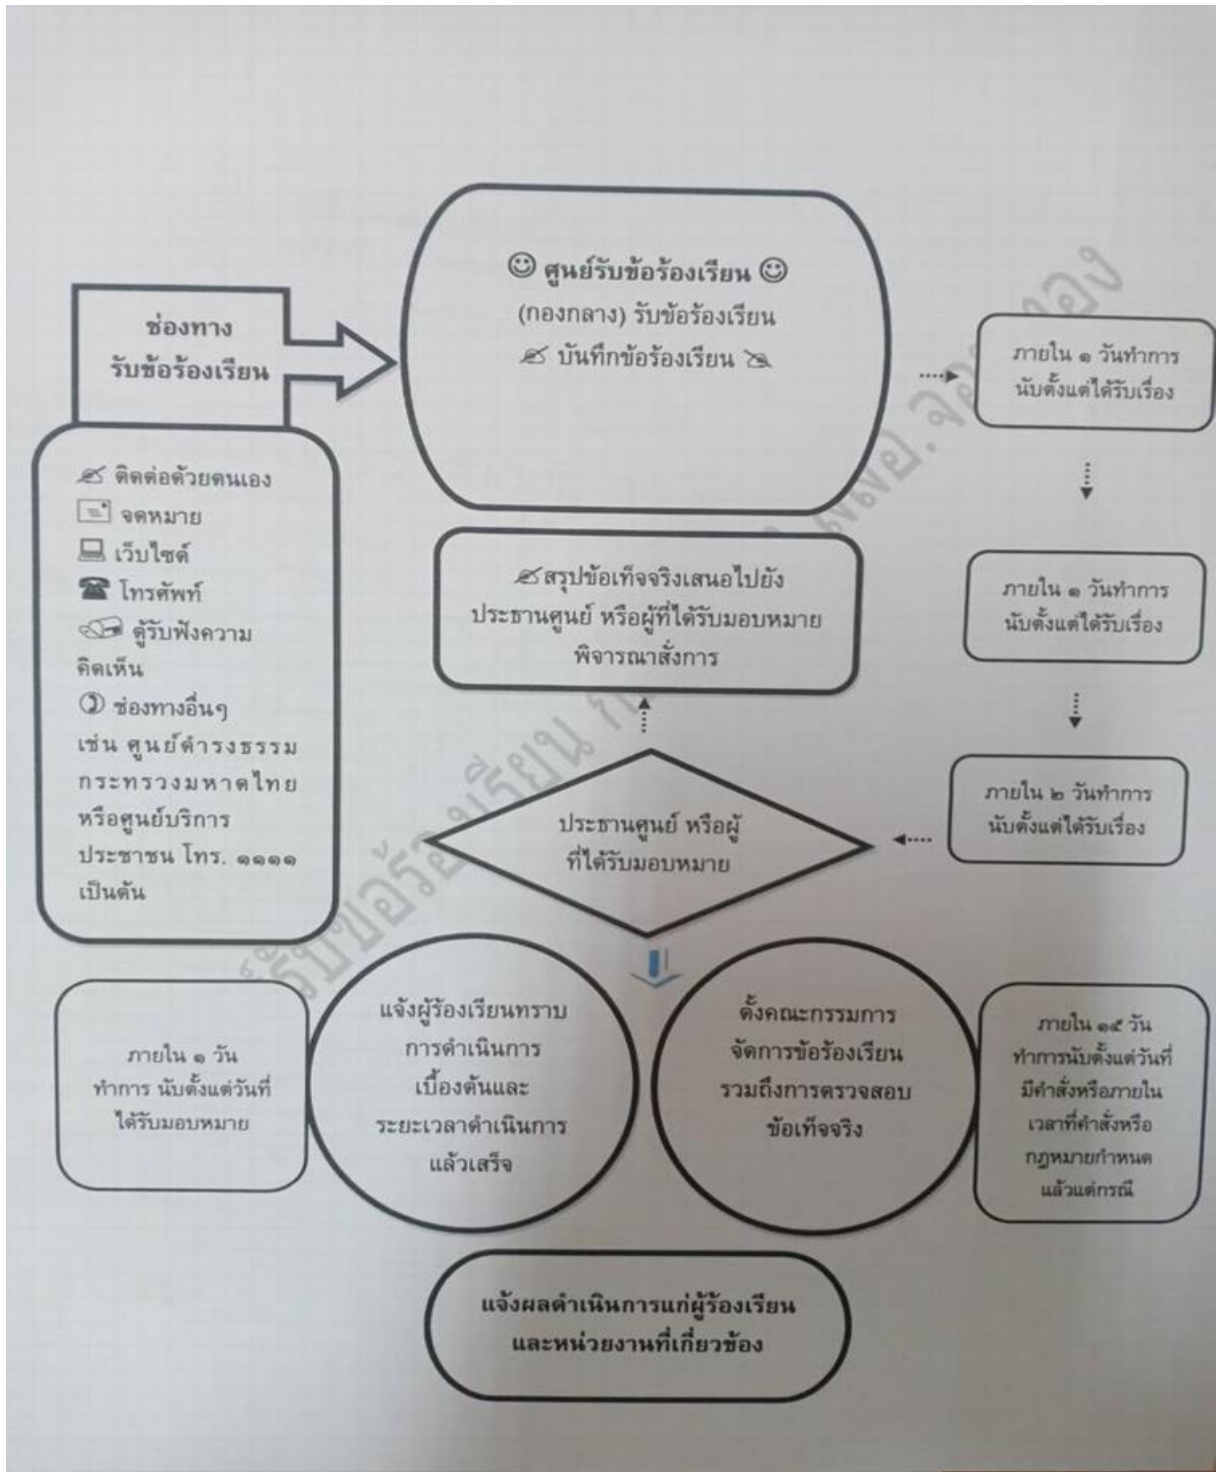 ช่องทาง
รับข้อร้องเรียน
ศูนย์รับข้อร้องเรียน
(กองกลาง) รับข้อร้องเรียน
บันทึกข้อร้องเรียน
ภายใน ๑ วันทำการ
นับตั้งแต่ได้รับเรื่อง
ติดต่อด้วยตนเอง
จดหมาย
เว็บไซต์
โทรศัพท์
ตู้รับฟังความ
คิดเห็น
ช่องทางอื่นๆ
เช่น ศูนย์ดำรงธรรม
กระทรวงมหาดไทย
หรือศูนย์บริการ
ประชาชน โทร. ๑๑๑๑
เป็นต้น
สรุปข้อเท็จจริงเสนอไปยัง
ประธานศูนย์ หรือผู้ที่ได้รับมอบหมาย
พิจารณาสั่งการ
ภายใน ๑ วันทำการ
นับตั้งแต่ได้รับเรื่อง
ประธานศูนย์ หรือผู้
ที่ได้รับมอบหมาย
ภายใน ๒ วันทำการ
นับตั้งแต่ได้รับเรื่อง
ภายใน ๑ วัน
ทำการ นับตั้งแต่วันที่
ได้รับมอบหมาย
แจ้งผู้ร้องเรียนทราบ
การดำเนินการ
เบื้องต้นและ
ระยะเวลาดำเนินการ
แล้วเสร็จ
ตั้งคณะกรรมการ
จัดการข้อร้องเรียน
รวมถึงการตรวจสอบ
ข้อเท็จจริง
ภายใน ๑๕ วัน
ทำการนับตั้งแต่วันที่
มีคำสั่งหรือภายใน
เวลาที่คำสั่งหรือ
กฎหมายกำหนด
แล้วแต่กรณี
แจ้งผลดำเนินการแก่ผู้ร้องเรียน
และหน่วยงานที่เกี่ยวข้อง